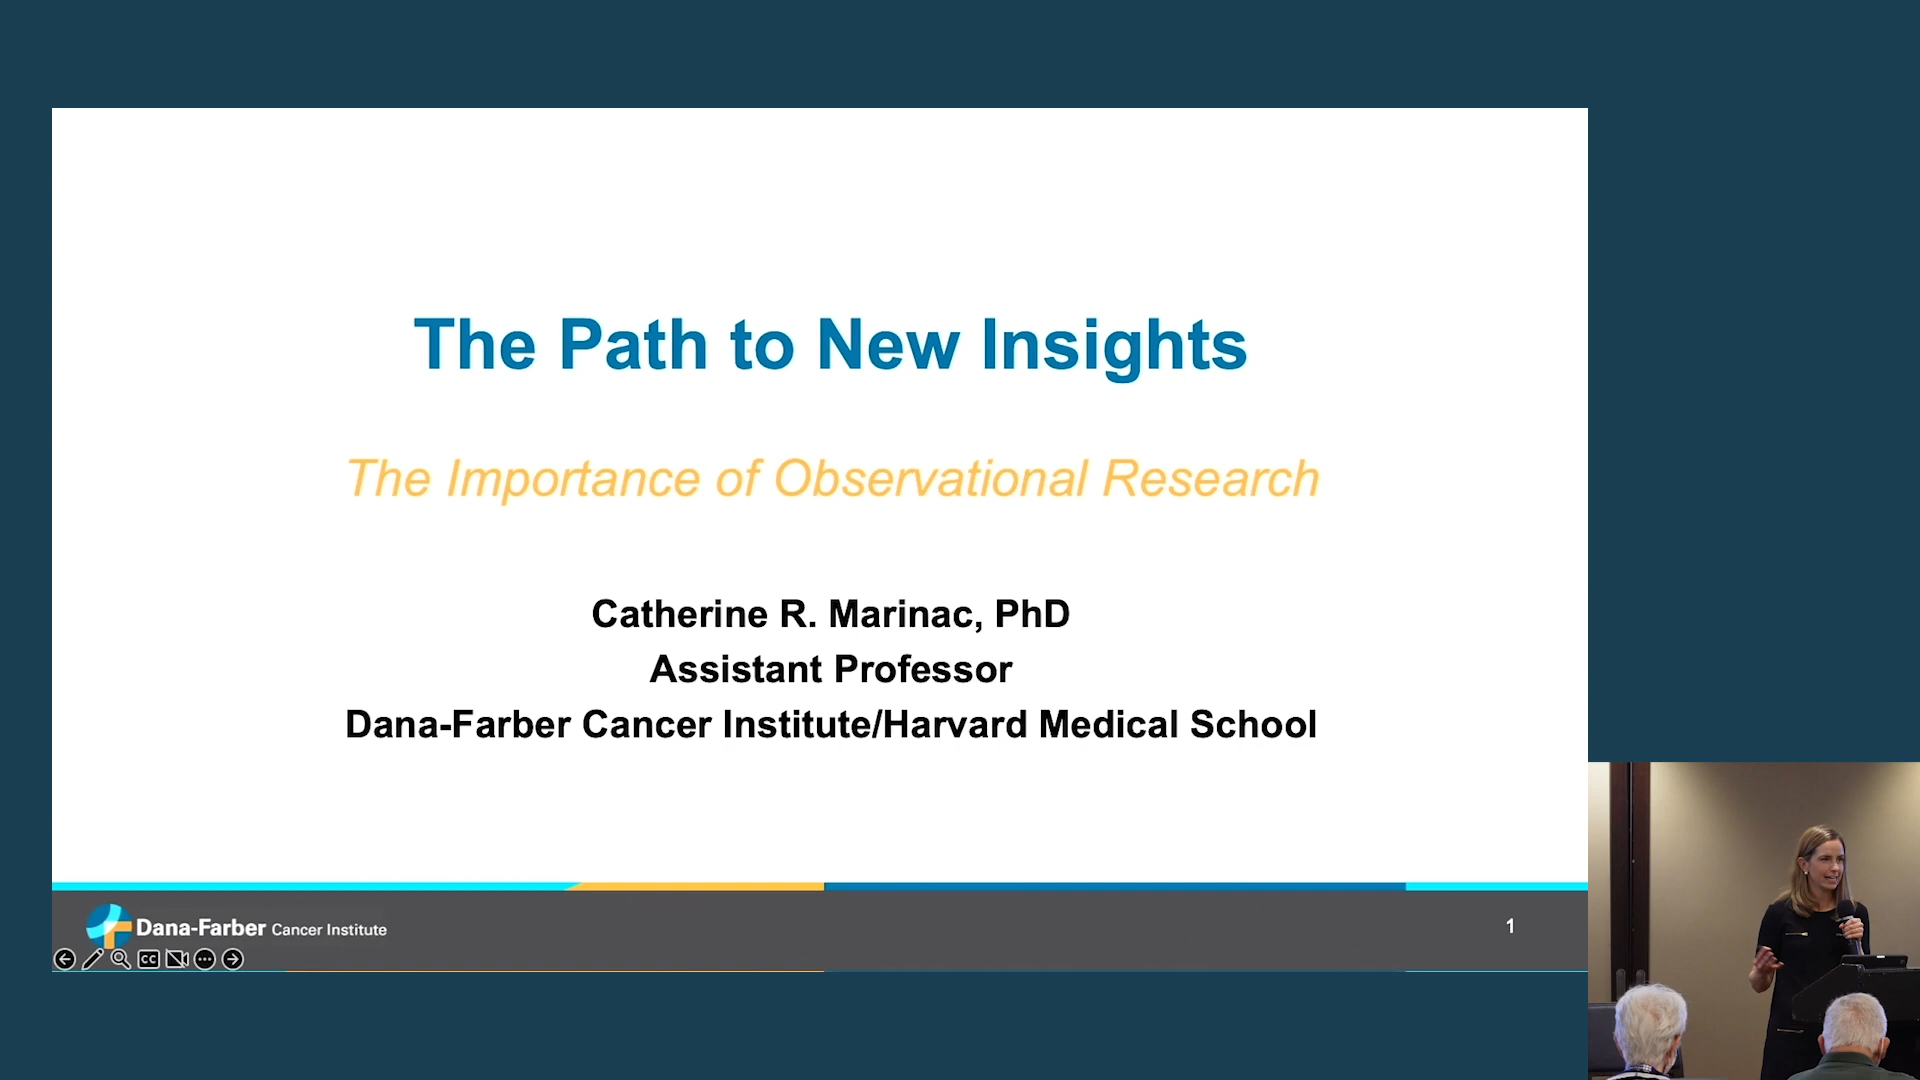 The Path to New Insights
The Importance of Observational Research
Catherine R. Marinac, PhD
Assistant Professor
Dana-Farber Cancer Institute/Harvard Medical School
Dana-Farber Cancer Institute
1
CC